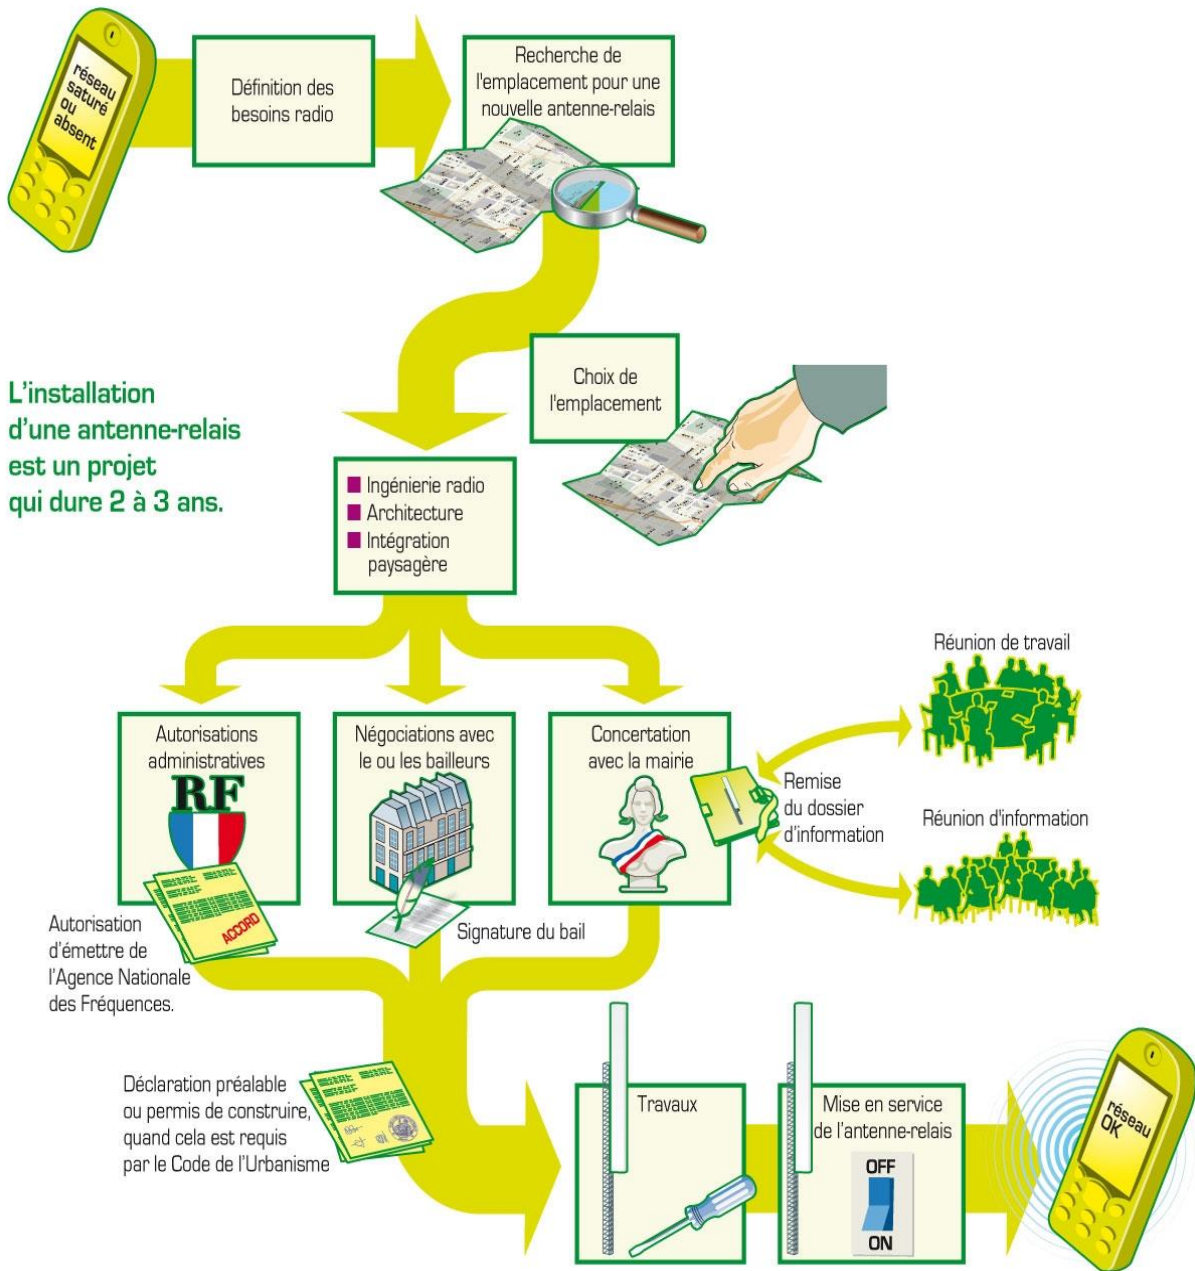 réseau
saturé
ou
absent
Définition des
besoins radio
Recherche de
l'emplacement pour une
nouvelle antenne-relais
L'installation
d'une antenne-relais
est un projet
qui dure 2 à 3 ans.
Choix de
l'emplacement
Ingénierie radio
Architecture
Intégration
paysagère
Autorisations
administratives
RF
ACCORD
Autorisation
d'émettre de
l'Agence Nationale
des Fréquences.
Négociations avec
le ou les bailleurs
Signature du bail
Concertation
avec la mairie
Remise
du dossier
d'information
Réunion de travail
Réunion d'information
Déclaration préalable
ou permis de construire,
quand cela est requis
par le Code de l'Urbanisme
Travaux
Mise en service
de l'antenne-relais
OFF
ON
réseau
OK